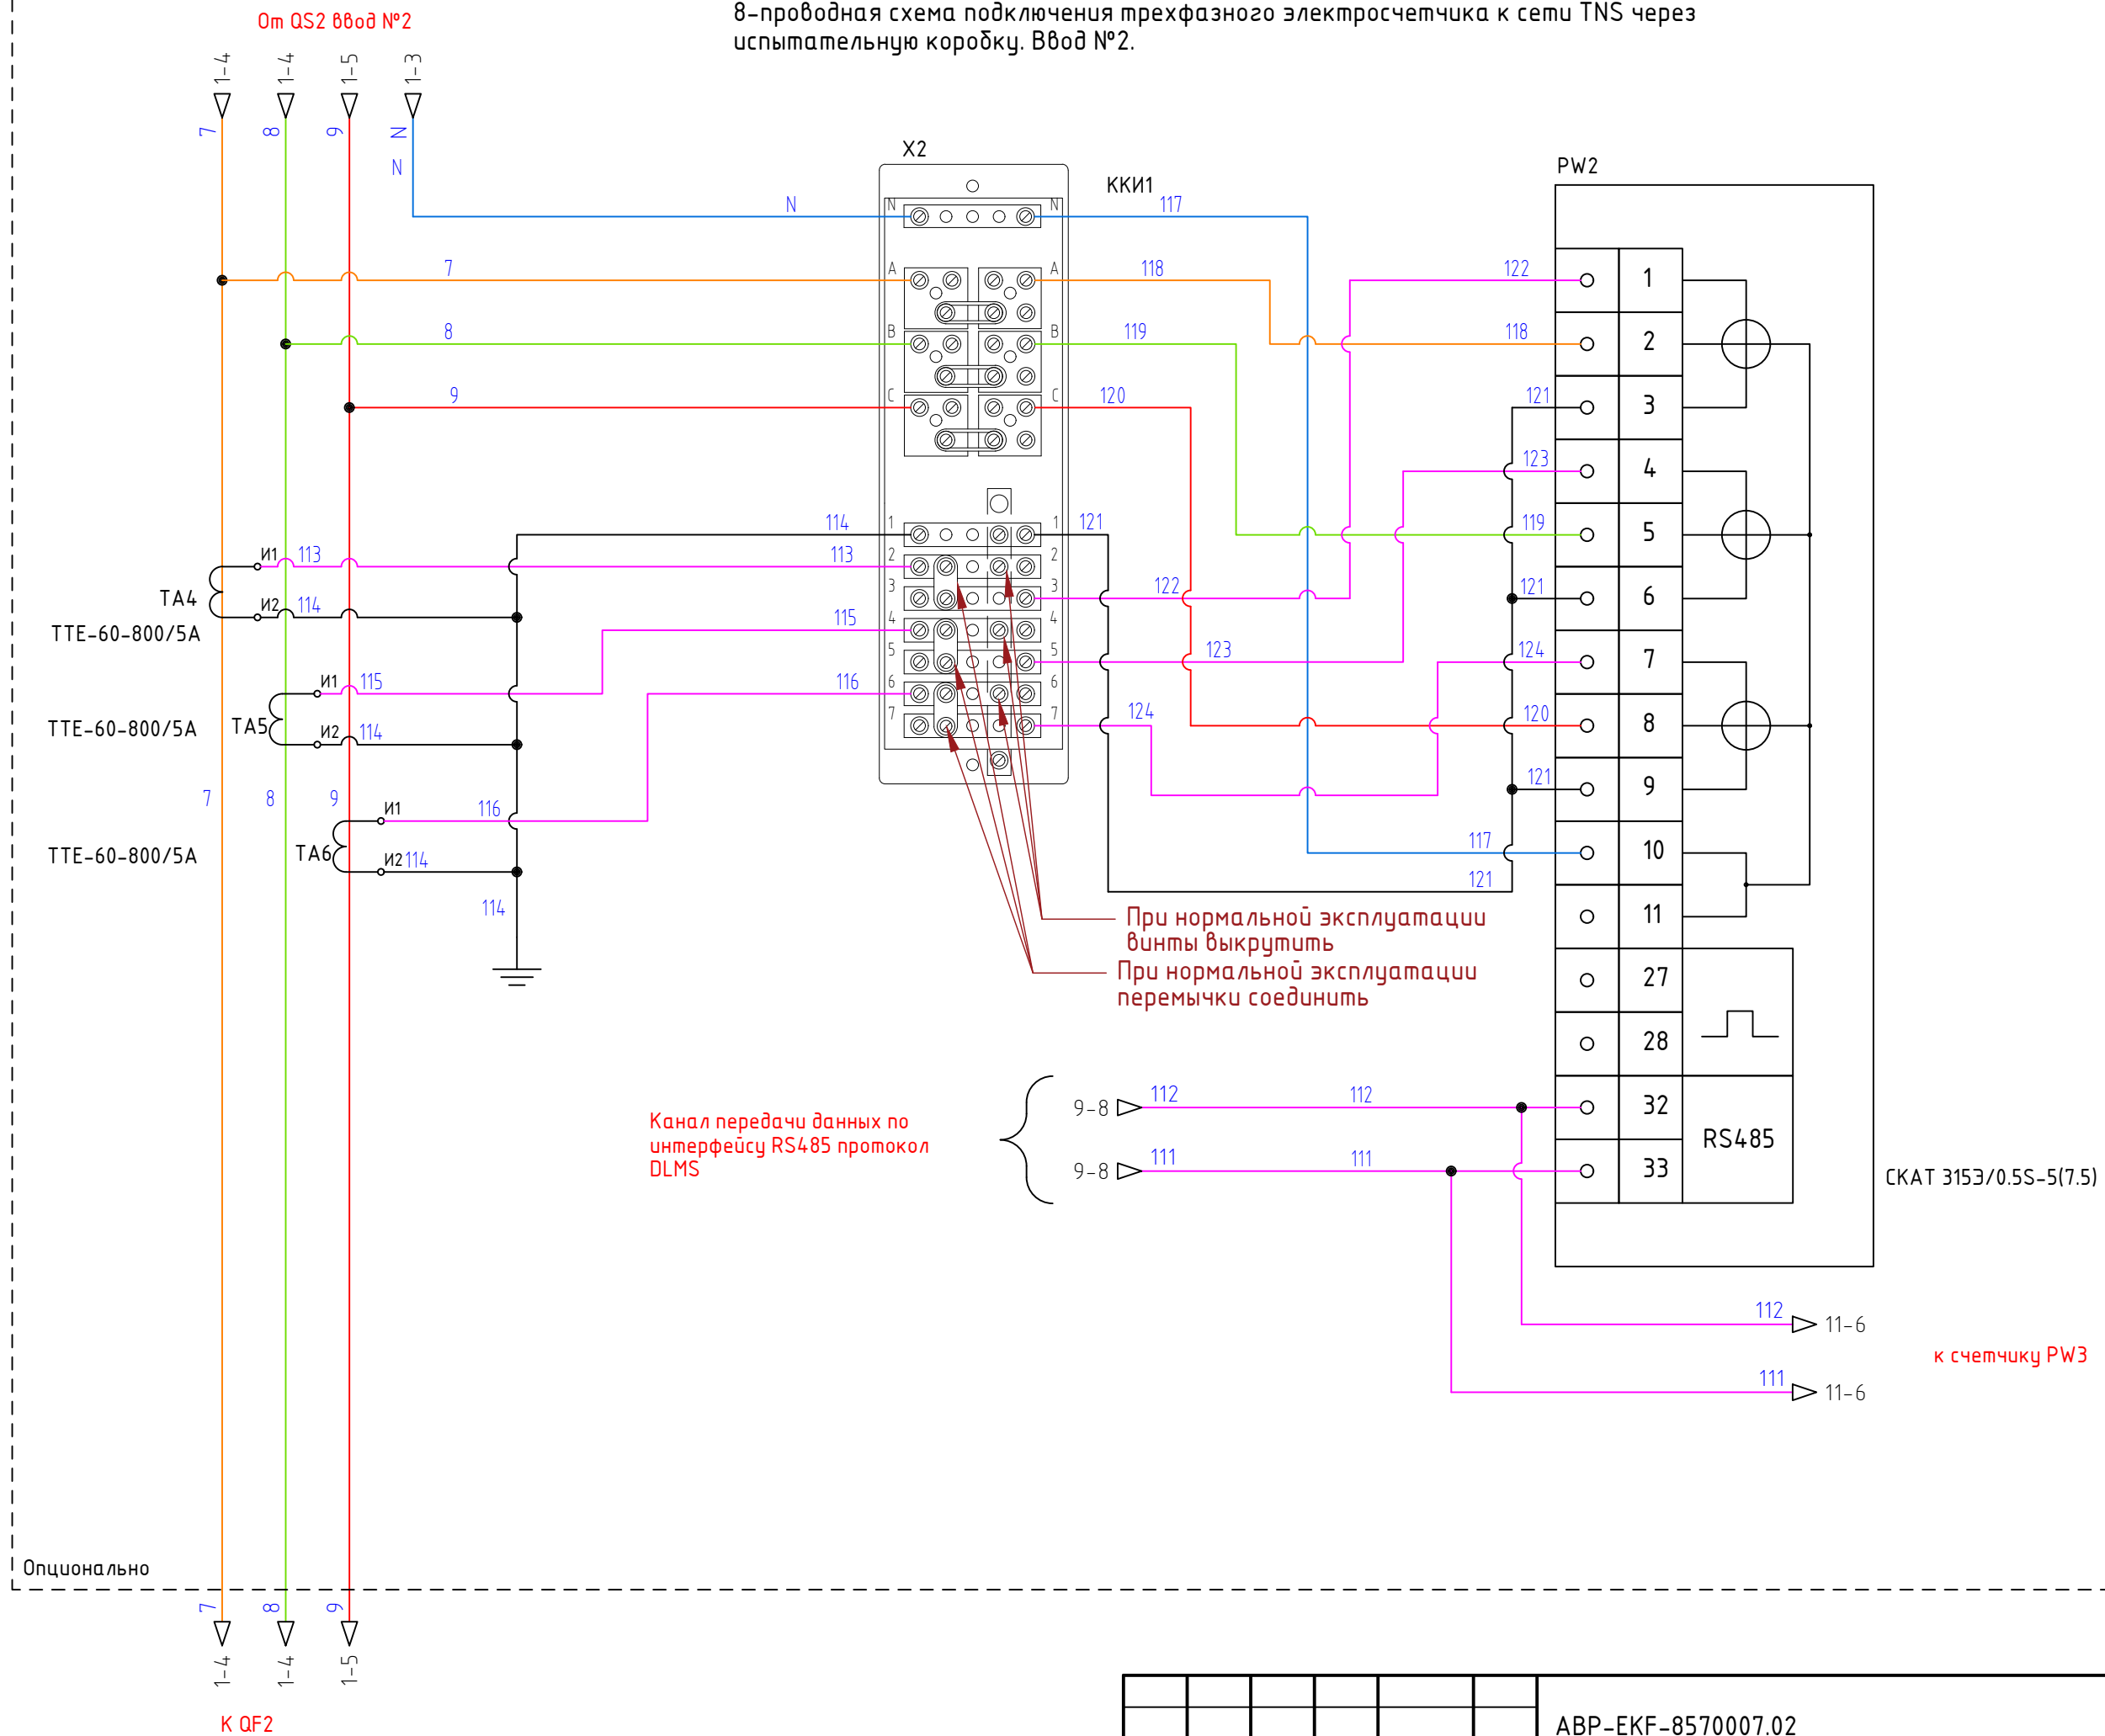 От QS2 ввод №2
8-проводная схема подключения трехфазного электросчетчика к сети TNS через
испытательную коробку. Ввод №2.
1-4
1-4
1-5
1-3
7
8
9
N
N
N
X2
ККИ1
117
PW2
N
N
7
A
A
118
122
1
8
B
B
119
118
2
9
C
C
120
121
3
123
4
114
1
1
121
119
5
И1
113
113
2
2
TA4
И2
114
3
3
122
121
6
ТТЕ-60-800/5А
115
4
4
5
5
123
124
7
И1
115
116
6
6
ТТЕ-60-800/5А
TA5
И2
114
7
7
124
120
8
7
8
9
И1
116
121
9
ТТЕ-60-800/5А
TA6
И2
114
117
10
121
114
11
При нормальной эксплуатации
винты выкрутить
При нормальной эксплуатации
перемычки соединить
27
28
Канал передачи данных по
интерфейсу RS485 протокол
DLMS
9-8
112
112
32
9-8
111
111
33
RS485
СКАТ 315Э/0.5S-5(7.5)
112
11-6
к счетчику PW3
111
11-6
Опционально
7
8
9
1-4
1-4
1-5
К QF2
АВР-EKF-8570007.02